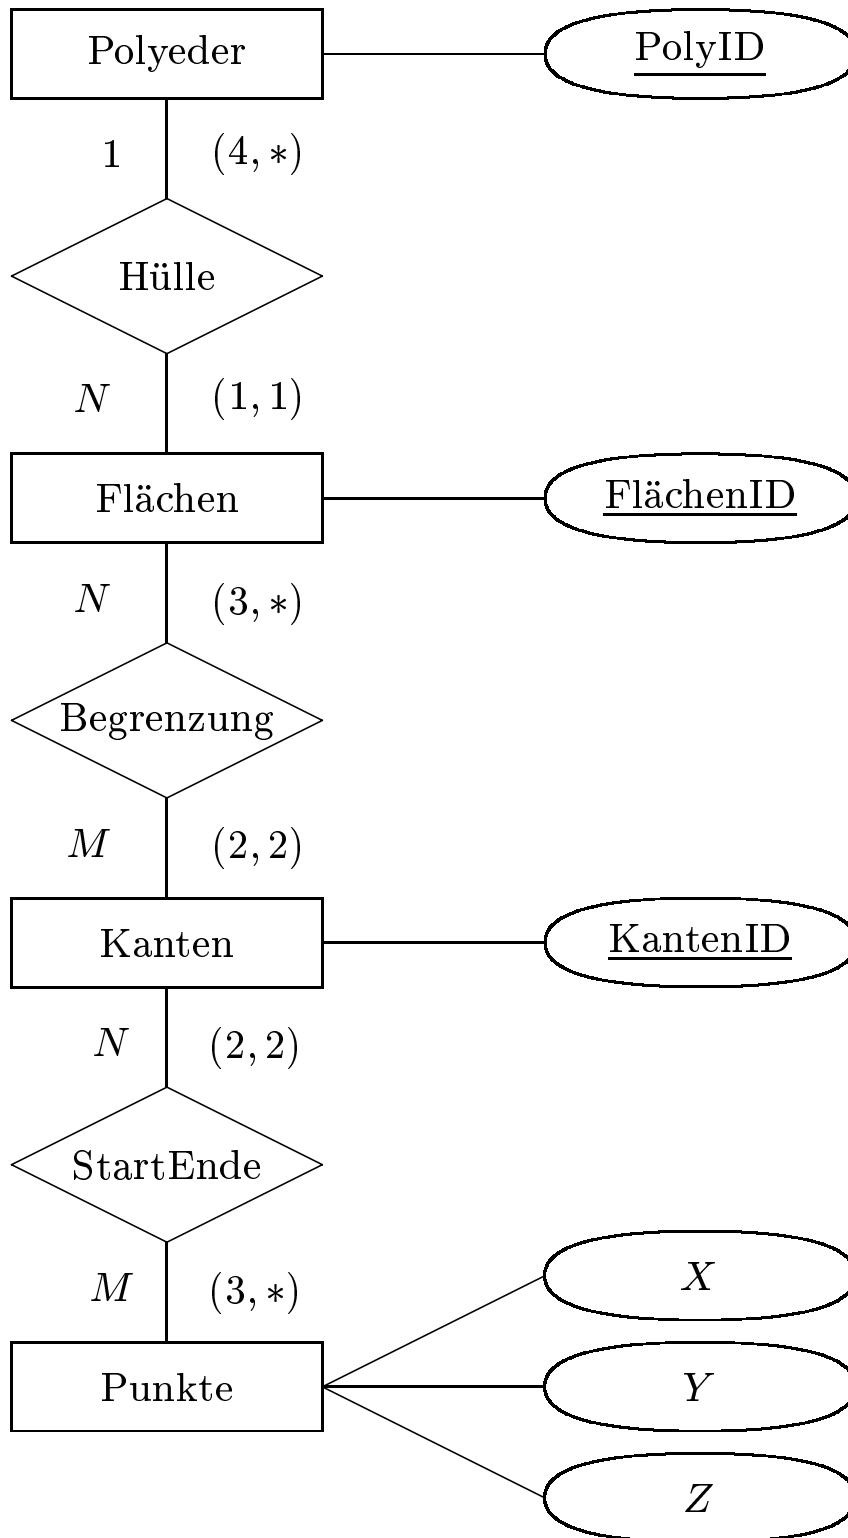 Polyeder
PolyID
1
(4, ∗)
Hülle
N
(1, 1)
Flächen
FlächenID
N
(3, ∗)
Begrenzung
M
(2, 2)
Kanten
KantenID
N
(2, 2)
StartEnde
M
(3, ∗)
X
Punkte
Y
Z